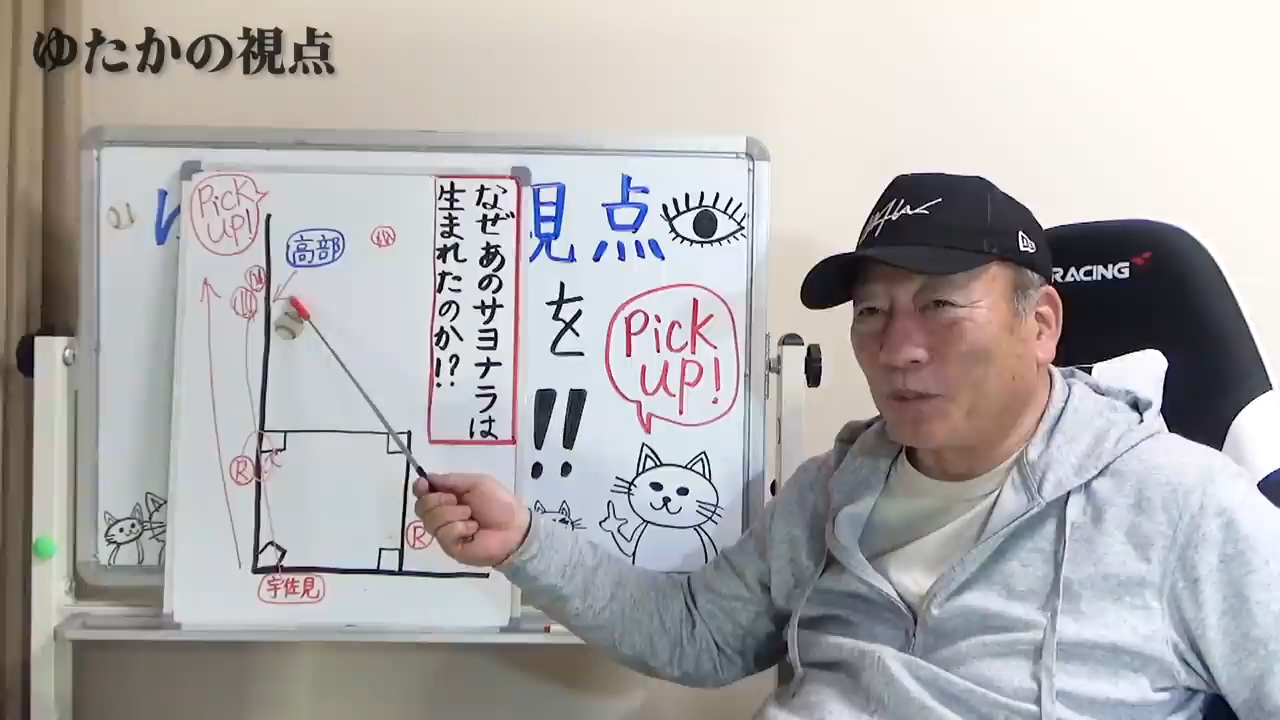 ゆたかの視点
Pick
UP!
高部
なぜあのサヨナラは
生まれたのか!?
視点
を
!!
Pick
UP!
R
R
宇佐見
RACING